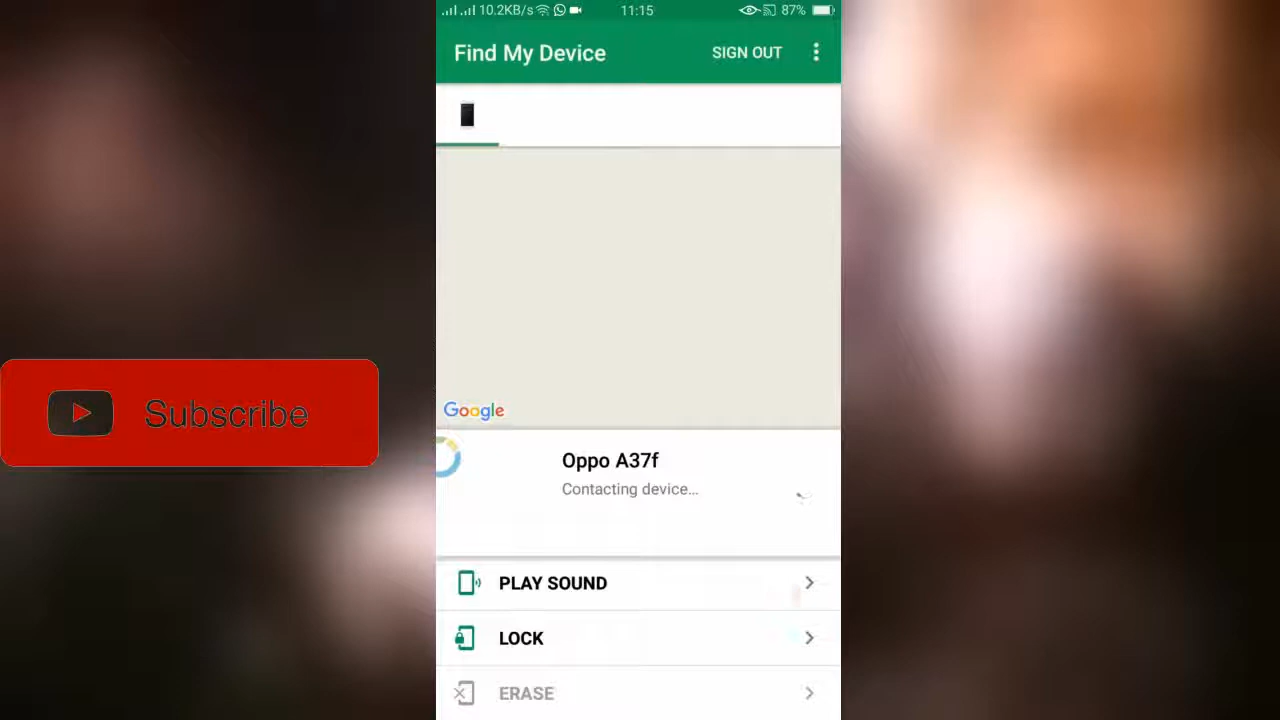 10.2KB/s 11:15 87%
Find My Device SIGN OUT
Google
Subscribe
Oppo A37f
Contacting device...
PLAY SOUND
LOCK
ERASE